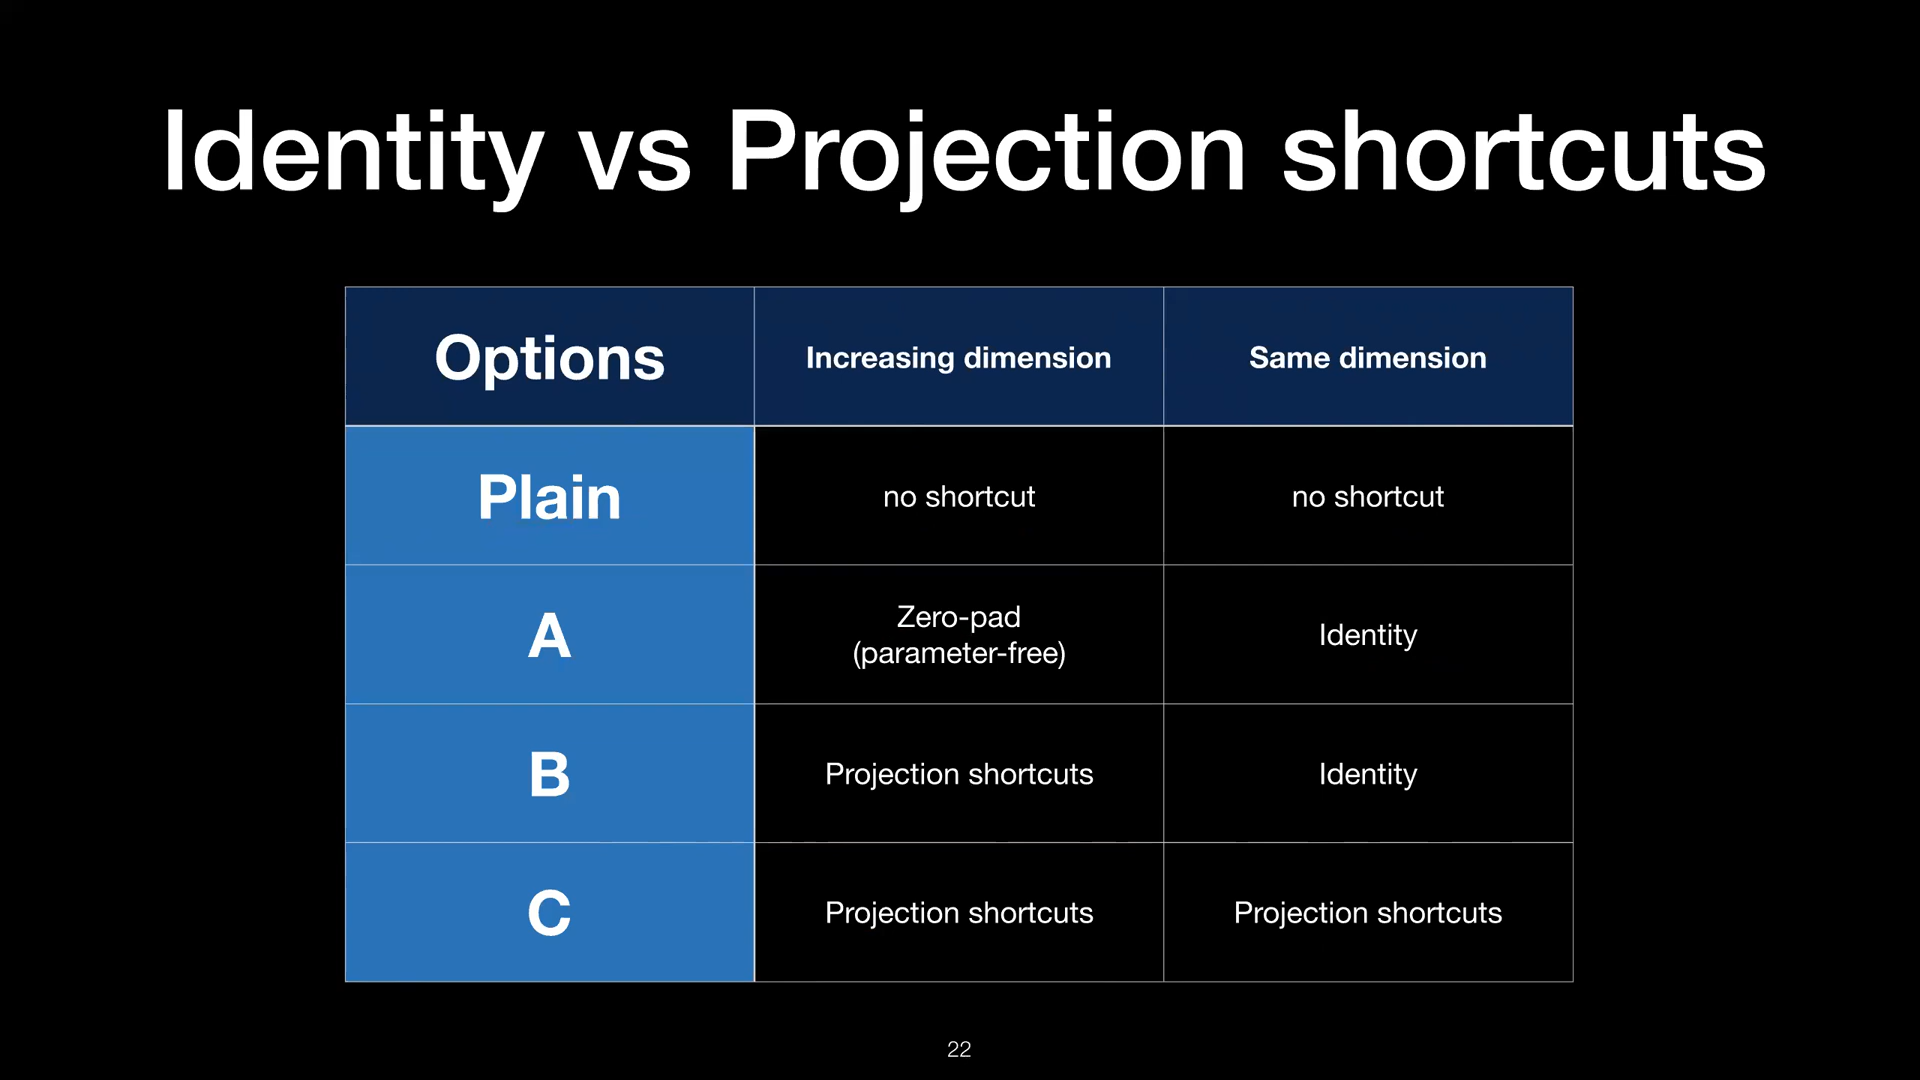 Identity vs Projection shortcuts
Options
Increasing dimension
Same dimension
Plain
no shortcut
no shortcut
A
Zero-pad
(parameter-free)
Identity
B
Projection shortcuts
Identity
C
Projection shortcuts
Projection shortcuts
22